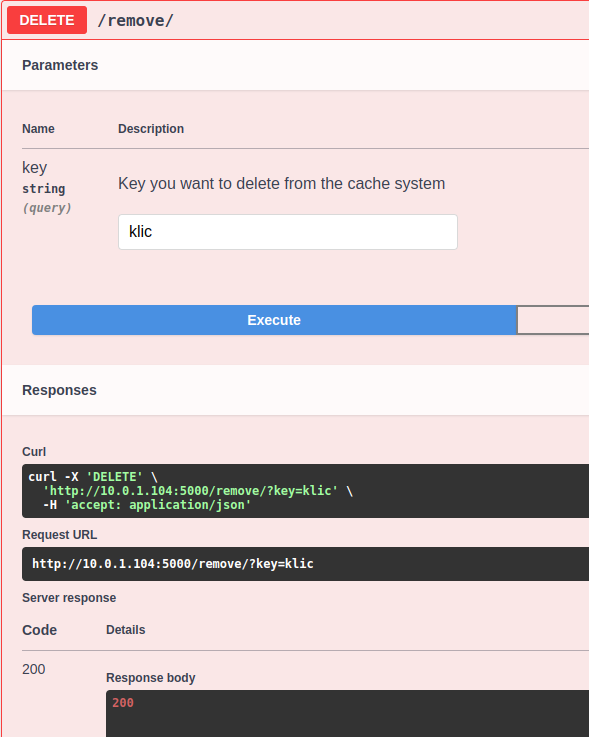 DELETE /remove/
Parameters
Name Description
key
string
(query)
Key you want to delete from the cache system
klic
Execute
Responses
Curl
curl -X 'DELETE' \
'http://10.0.1.104:5000/remove/?key=klic' \
-H 'accept: application/json'
Request URL
http://10.0.1.104:5000/remove/?key=klic
Server response
Code Details
200
Response body
200